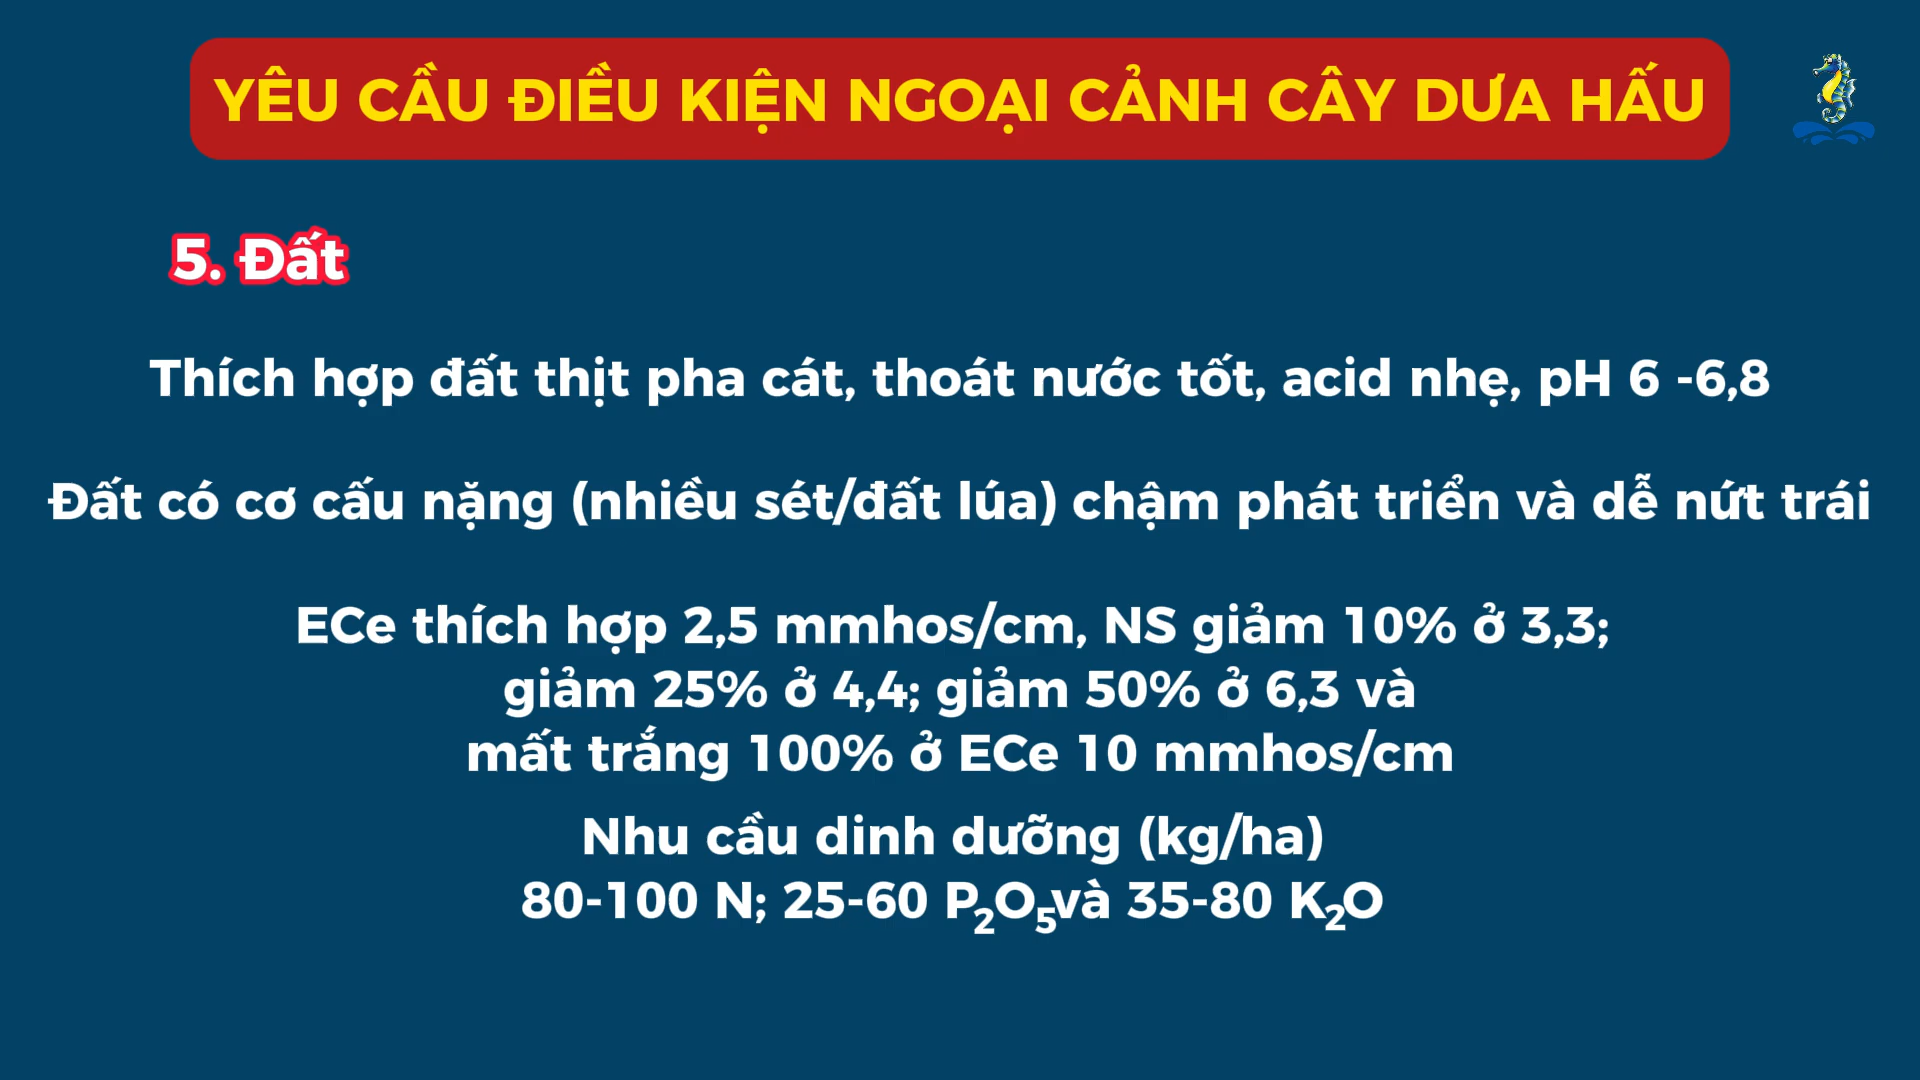 YÊU CẦU ĐIỀU KIỆN NGOẠI CẢNH CÂY DƯA HẤU
5. Đất
Thích hợp đất thịt pha cát, thoát nước tốt, acid nhẹ, pH 6 -6,8
Đất có cơ cấu nặng (nhiều sét/đất lúa) chậm phát triển và dễ nứt trái
ECe thích hợp 2,5 mmhos/cm, NS giảm 10% ở 3,3;
giảm 25% ở 4,4; giảm 50% ở 6,3 và
mất trắng 100% ở ECe 10 mmhos/cm
Nhu cầu dinh dưỡng (kg/ha)
80-100 N; 25-60 P₂O₅và 35-80 K₂O